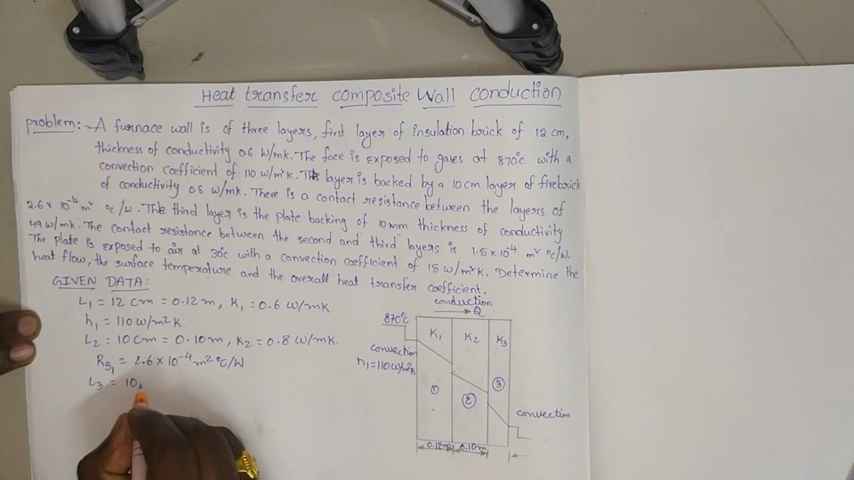 Heat transfer composite Wall conduction
problem:- A furnace wall is of three layers, first layer of insulation brick of 12 cm,
thickness of conductivity 0.6 W/mk. The face is exposed to gases at 870°c with a
convection coefficient of 110 W/m²k. The layer is backed by a 10cm layer of firebrick
of conductivity 0.8 W/mk. There is a contact resistance between the layers of
2.6 x 10⁻⁴ m² °c/w. The third layer is the plate backing of 10mm thickness of conductivity
49 W/mk. The contact resistance between the second and third layers is 1.5 x 10⁻⁴ m² °c/w.
The plate is exposed to air at 30°c with a convection coefficient of 15 W/m²k. Determine the
heat flow, the surface temperature and the overall heat transfer coefficient.
GIVEN DATA:
L₁ = 12 cm = 0.12 m, K₁ = 0.6 W/mk
h₁ = 110 W/m²K.
L₂ = 10cm = 0.10m, K₂ = 0.8 W/mk.
Rs₁ = 2.6 x 10⁻⁴ m² °C/W
L₃ = 10
conduction
Q
870°c
K₁ K₂ K₃
convection
h₁ = 110 W/m²k
① ② ③
convection
0.12m 0.10m